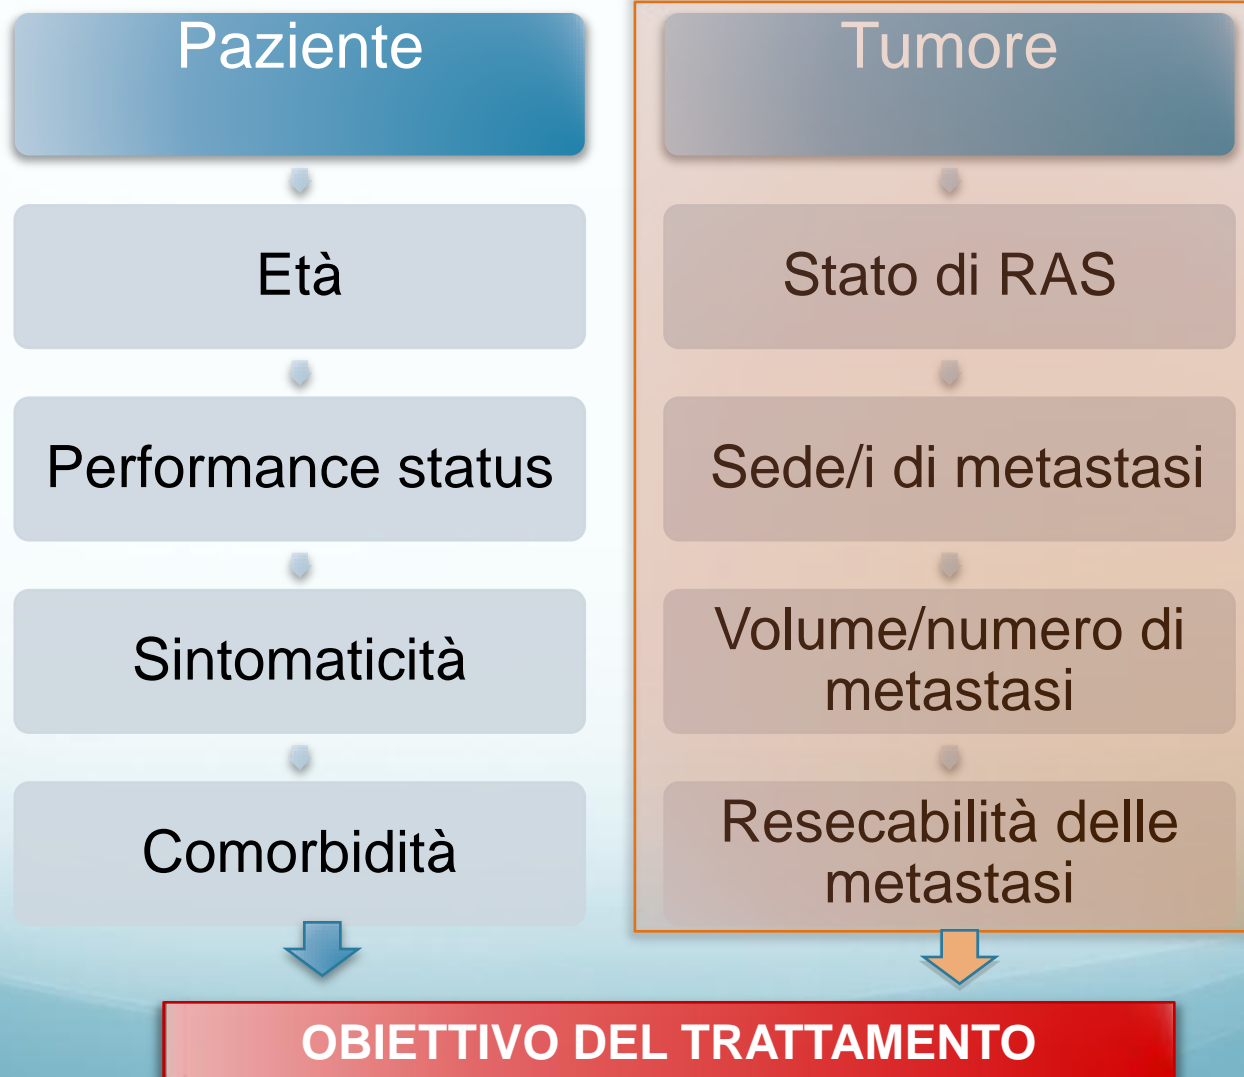 Paziente
Età
Performance status
Sintomaticità
Comorbidità
Tumore
Stato di RAS
Sede/i di metastasi
Volume/numero di
metastasi
Resecabilità delle
metastasi
OBIETTIVO DEL TRATTAMENTO